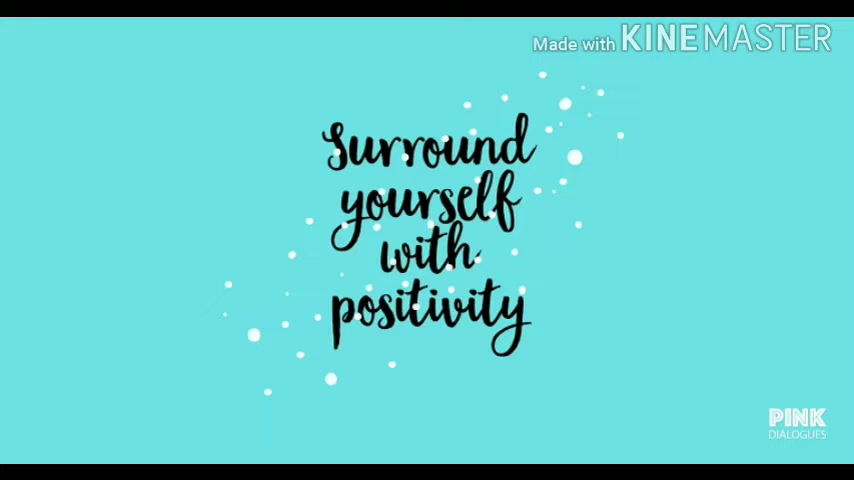 Made with KINEMASTER
Surround
yourself
with
positivity
PINK
DIALOGUES